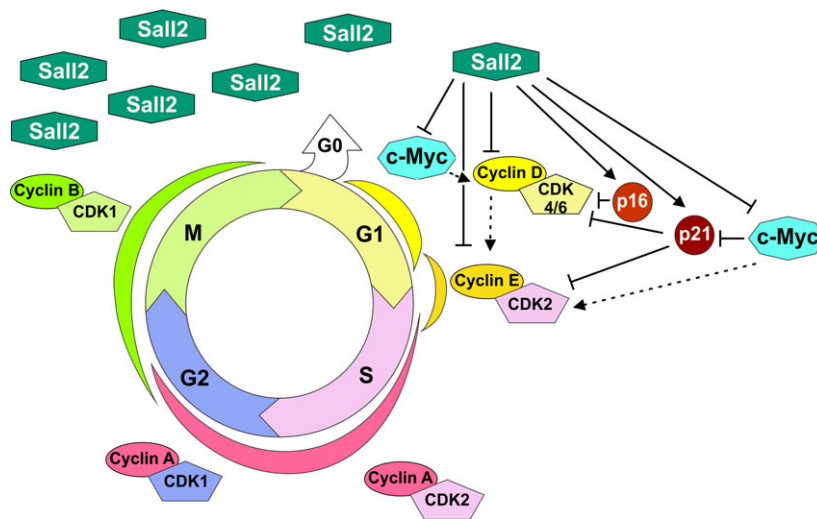 Sall2
Sall2
Sall2
Sall2
Sall2
Sall2
Sall2
G0
c-Myc
Cyclin D
CDK
4/6
p16
p21
c-Myc
Cyclin B
CDK1
M
G1
Cyclin E
CDK2
G2
S
Cyclin A
CDK1
Cyclin A
CDK2